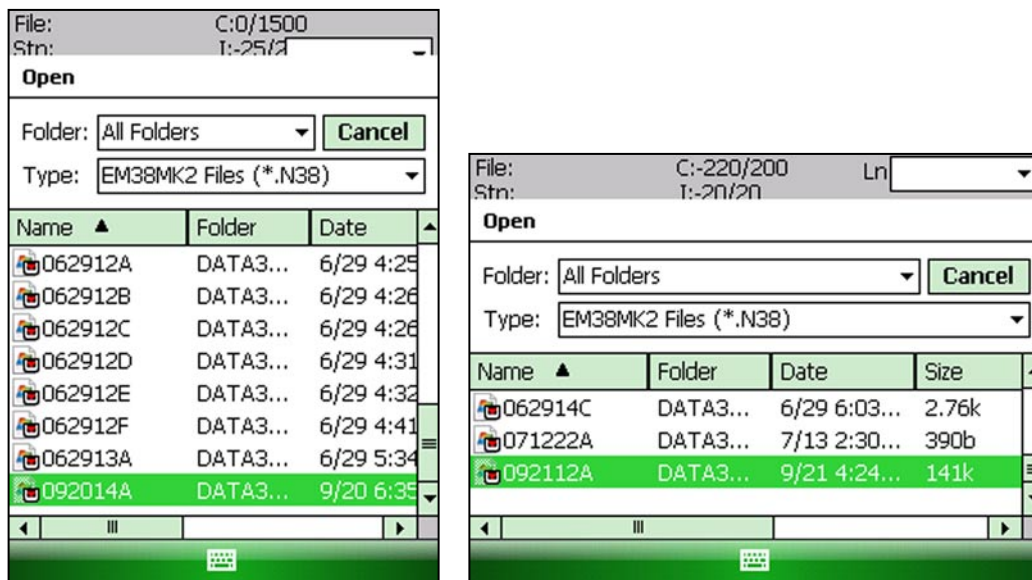 File: C:0/1500
Stn: I:-25/2
Open
Folder: All Folders Cancel
Type: EM38MK2 Files (*.N38)
Name Folder Date
062912A DATA3... 6/29 4:25
062912B DATA3... 6/29 4:26
062912C DATA3... 6/29 4:26
062912D DATA3... 6/29 4:31
062912E DATA3... 6/29 4:32
062912F DATA3... 6/29 4:41
062913A DATA3... 6/29 5:34
092014A DATA3... 9/20 6:35
File: C:-220/200 Ln
Stn: I:-20/20
Open
Folder: All Folders Cancel
Type: EM38MK2 Files (*.N38)
Name Folder Date Size
062914C DATA3... 6/29 6:03... 2.76k
071222A DATA3... 7/13 2:30... 390b
092112A DATA3... 9/21 4:24... 141k